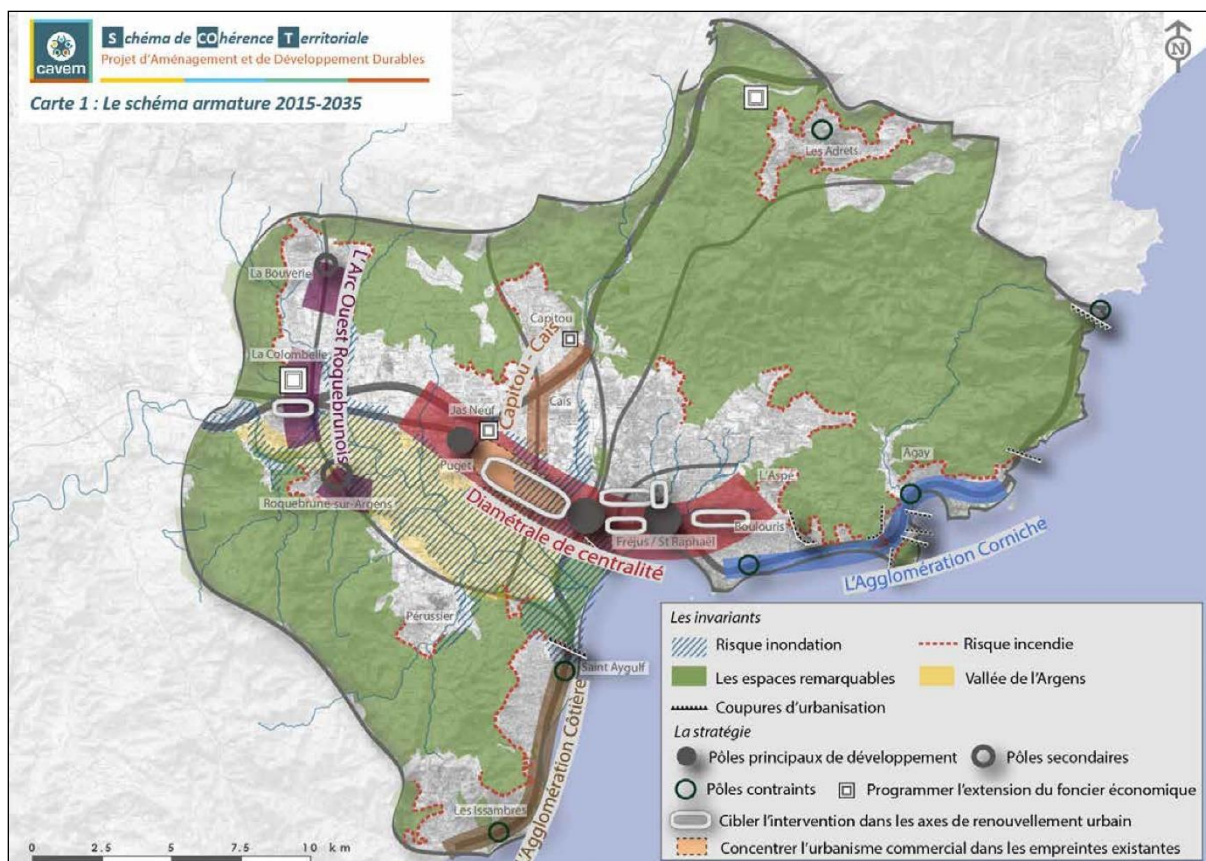 cavem
Schéma de COhérence Territoriale
Projet d'Aménagement et de Développement Durables
Carte 1 : Le schéma armature 2015-2035
N
Les Adrets
La Bouverie
L'Arc Ouest Roquebrunois
Capitou
Capitou - Caïs
La Colombelle
Jas Neuf
Caïs
Puget
Agay
L'Aspé
Roquebrune-sur-Argens
Diamétrale de centralité
Fréjus / St Raphaël
Boulouris
L'Agglomération Corniche
Pérussier
Saint Aygulf
L'Agglomération Côtière
Les Issambres
0 2.5 5 7.5 10 km
Les invariants
Risque inondation
Risque incendie
Les espaces remarquables
Vallée de l'Argens
Coupures d'urbanisation
La stratégie
Pôles principaux de développement
Pôles secondaires
Pôles contraints
Programmer l'extension du foncier économique
Cibler l'intervention dans les axes de renouvellement urbain
Concentrer l'urbanisme commercial dans les empreintes existantes